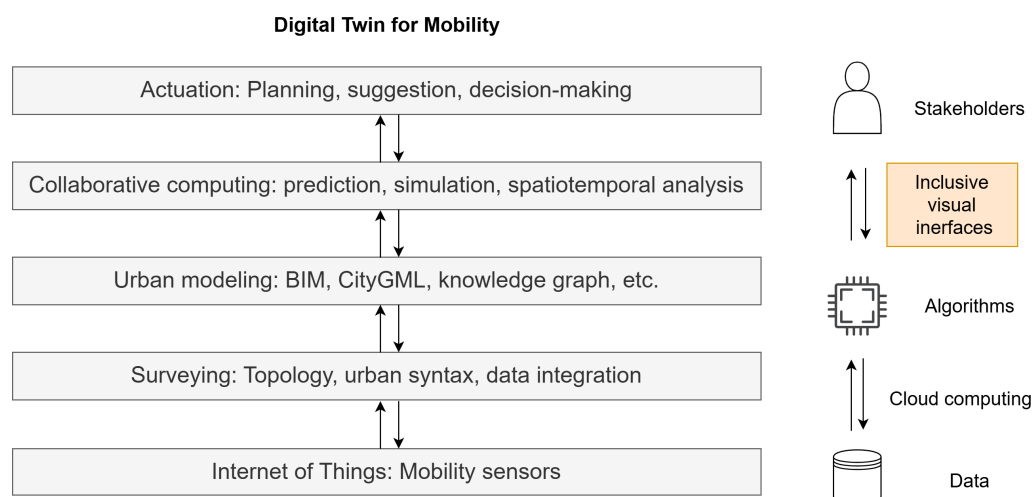 Digital Twin for Mobility
Actuation: Planning, suggestion, decision-making
Collaborative computing: prediction, simulation, spatiotemporal analysis
Urban modeling: BIM, CityGML, knowledge graph, etc.
Surveying: Topology, urban syntax, data integration
Internet of Things: Mobility sensors
Stakeholders
Inclusive
visual
inerfaces
Algorithms
Cloud computing
Data